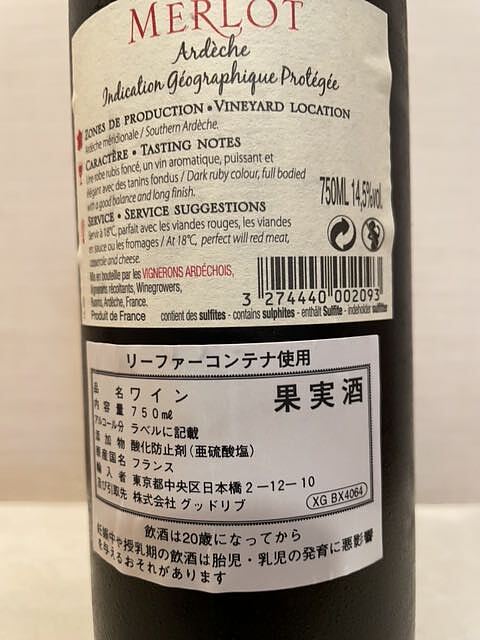 MERLOT
Ardèche
Indication Géographique Protégée
ZONES DE PRODUCTION • VINEYARD LOCATION
Ardèche méridionale / Southern Ardèche.
CARACTÈRE • TASTING NOTES
Une robe rubis foncé, un vin aromatique, puissant et
élégant avec des tanins fondus / Dark ruby colour, full bodied
with a good balance and long finish.
SERVICE • SERVICE SUGGESTIONS
Servir à 18°C, parfait avec les viandes rouges, les viandes
en sauce ou les fromages / At 18°C, perfect will red meat,
casserole and cheese.
750ML 14,5%vol.
Mis en bouteille par les VIGNERONS ARDÉCHOIS,
Vignerons récoltants, Winegrowers,
Ruoms, Ardèche, France.
Produit de France
3 274440 002093
contient des sulfites - contains sulphites - enthält Sulfite - indeholder sulfitter
リーファーコンテナ使用
果実酒
品名 ワイン
内容量 750㎖
アルコール分 ラベルに記載
添加物 酸化防止剤(亜硫酸塩)
原産国名 フランス
輸入者 東京都中央区日本橋2-12-10
及び引取先 株式会社 グッドリブ
XG BX4064
飲酒は20歳になってから
妊娠中や授乳期の飲酒は胎児・乳児の発育に悪影響
を与えるおそれがあります